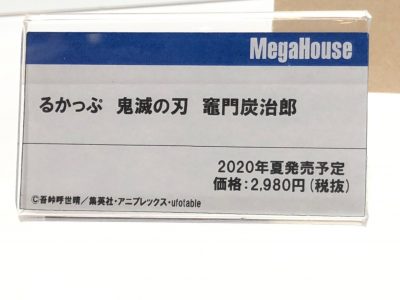 MegaHouse
るかっぷ 鬼滅の刃 竈門炭治郎
2020年夏発売予定
価格:2,980円(税抜)
©吾峠呼世晴/集英社・アニプレックス・ufotable